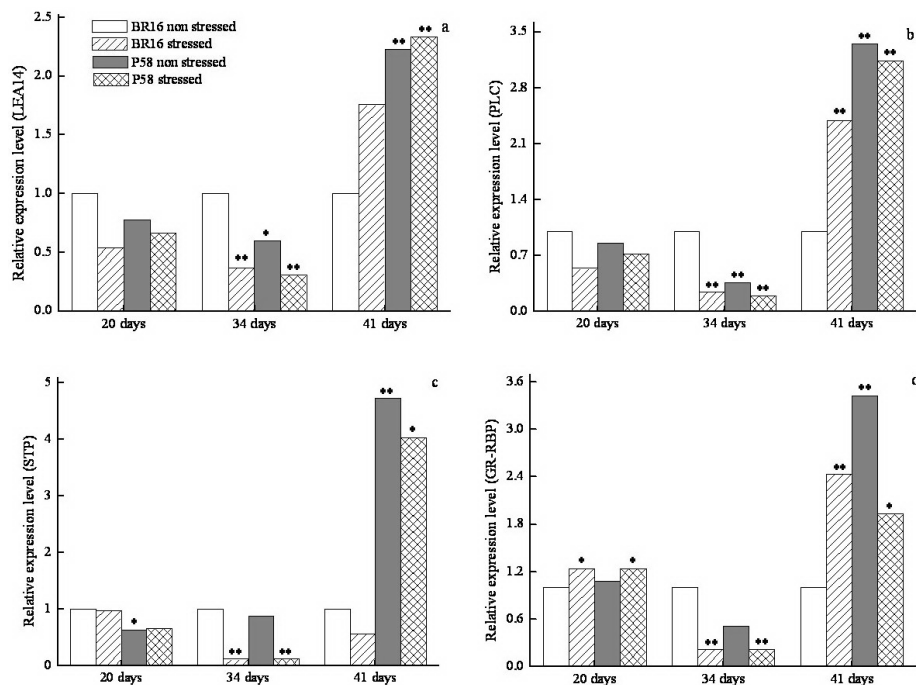 a
BR16 non stressed
BR16 stressed
P58 non stressed
P58 stressed
Relative expression level (LEA14)
2.5
2.0
1.5
1.0
0.5
0.0
** **
** * **
20 days 34 days 41 days
b
Relative expression level (PLC)
3.5
2.8
2.1
1.4
0.7
0.0
** ** **
** ** **
20 days 34 days 41 days
c
Relative expression level (STP)
5
4
3
2
1
0
** *
* ** **
20 days 34 days 41 days
Relative expression level (GR-RBP)
3.6
3.0
2.4
1.8
1.2
0.6
0.0
** ** *
* * ** **
20 days 34 days 41 days